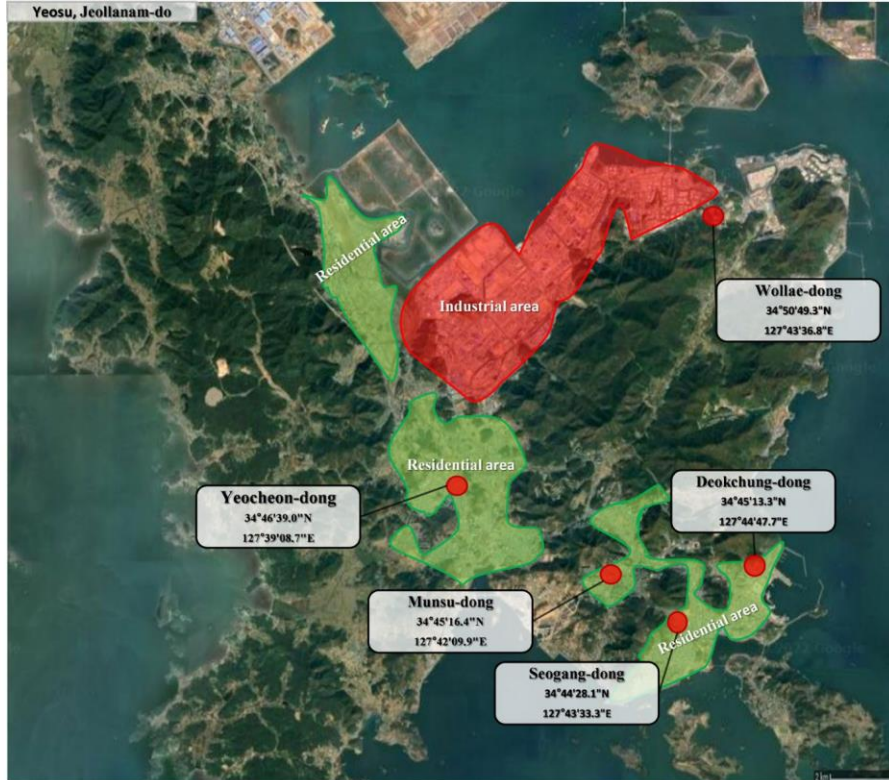 Yeosu, Jeollanam-do
Residential area
Industrial area
Wollae-dong
34°50'49.3"N
127°43'36.8"E
Residential area
Yeocheon-dong
34°46'39.0"N
127°39'08.7"E
Deokchung-dong
34°45'13.3"N
127°44'47.7"E
Munsu-dong
34°45'16.4"N
127°42'09.9"E
Residential area
Seogang-dong
34°44'28.1"N
127°43'33.3"E